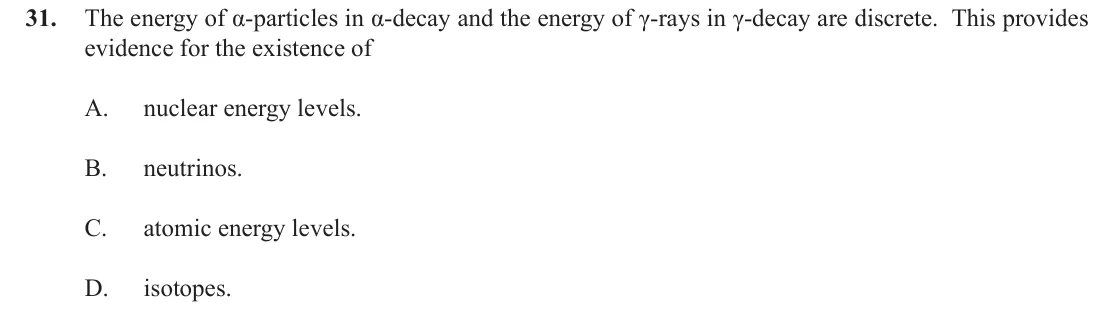 31. The energy of α-particles in α-decay and the energy of γ-rays in γ-decay are discrete. This provides
evidence for the existence of
A. nuclear energy levels.
B. neutrinos.
C. atomic energy levels.
D. isotopes.